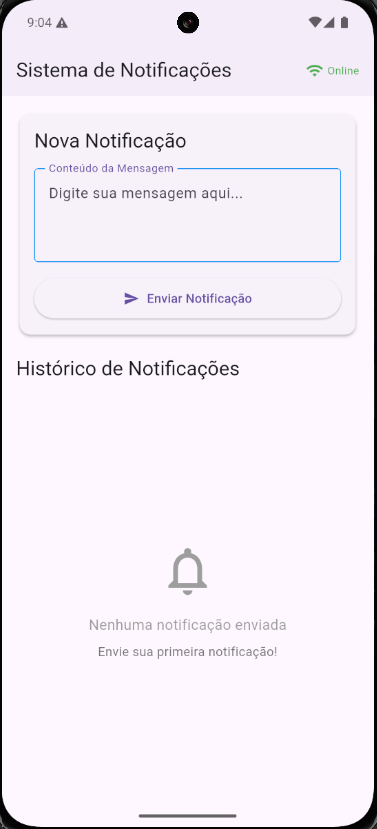 9:04
Sistema de Notificações
Online
Nova Notificação
Conteúdo da Mensagem
Digite sua mensagem aqui...
Enviar Notificação
Histórico de Notificações
Nenhuma notificação enviada
Envie sua primeira notificação!